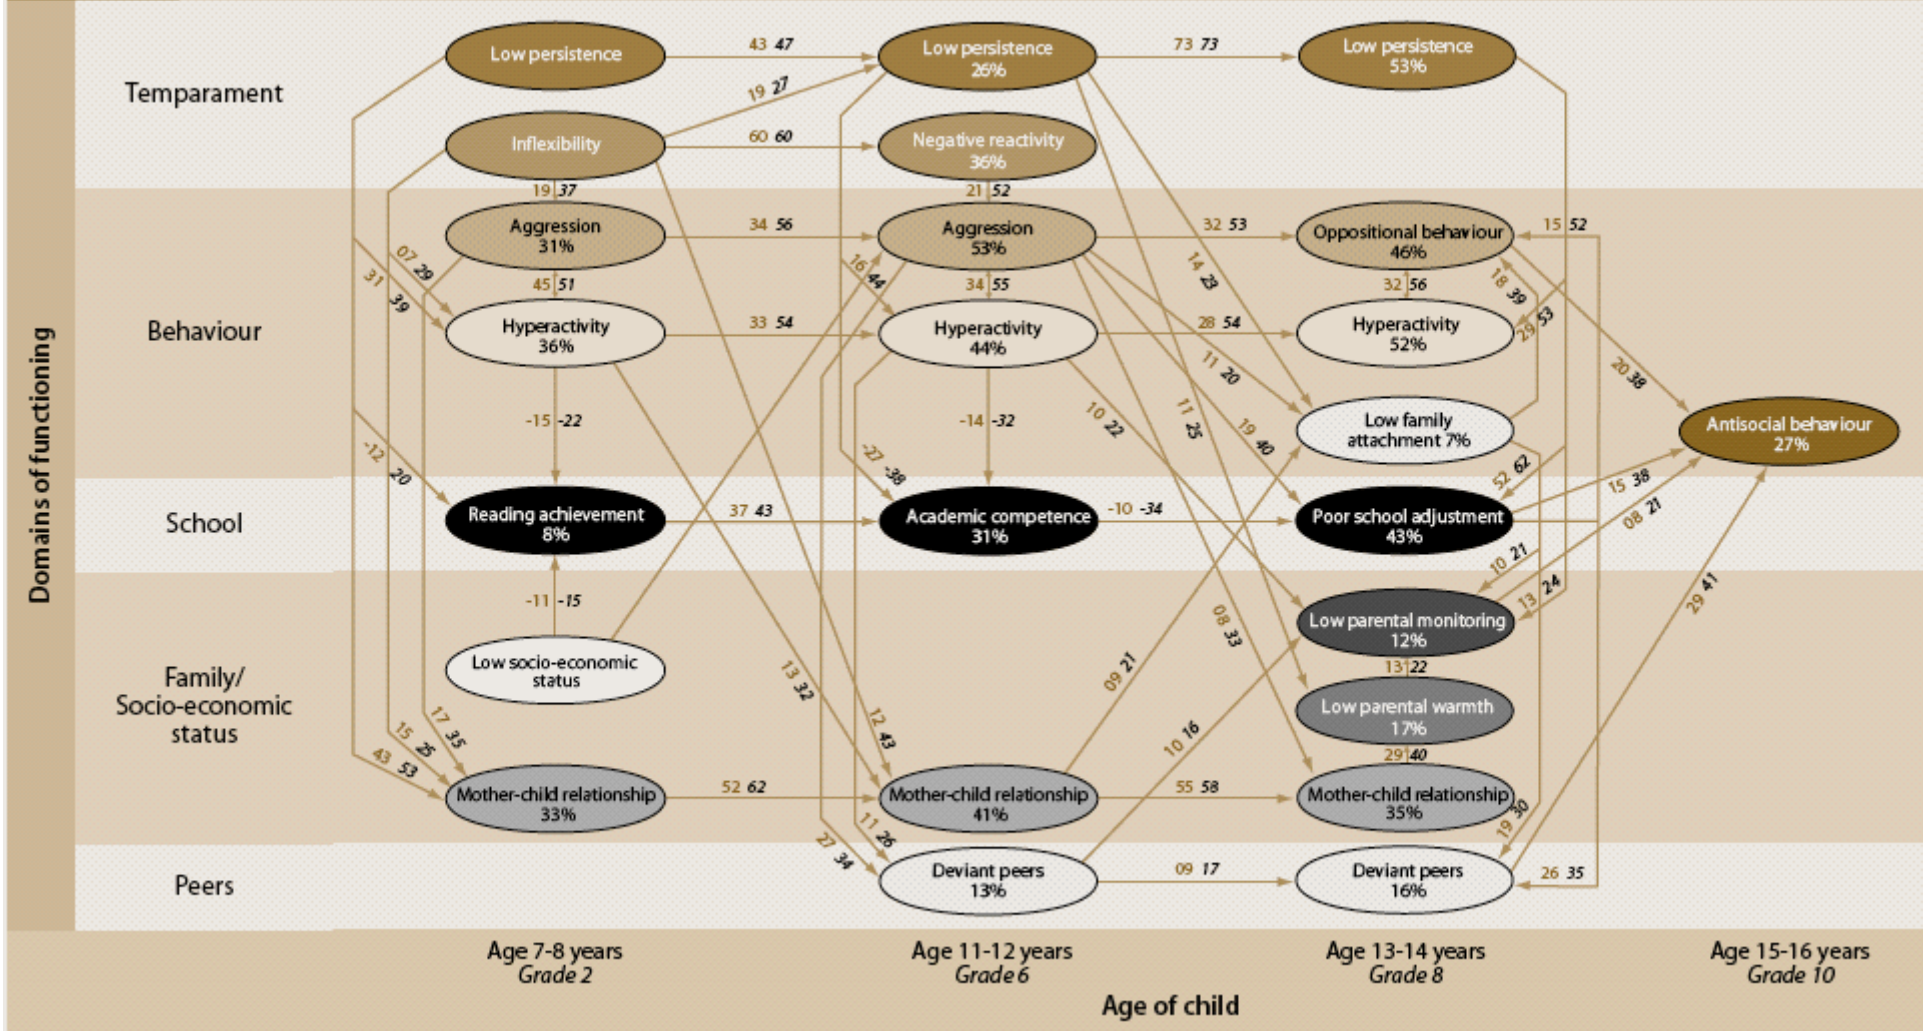 Low persistence
43 47
Low persistence
26%
73 73
Low persistence
53%
Temparament
19 27
Inflexibility
60 60
Negative reactivity
36%
19 37
21 52
Aggression
31%
34 56
Aggression
53%
32 53
Oppositional behaviour
46%
15 52
07 29
31 39
45 51
16 44
34 55
14 23
32 56
18 39
29 53
Behaviour
Hyperactivity
36%
33 54
Hyperactivity
44%
28 54
Hyperactivity
52%
11 20
20 38
-15 -22
-14 -32
10 22
11 25
19 40
Low family
attachment 7%
Antisocial behaviour
27%
-12 -20
-27 -38
52 62
15 38
School
Reading achievement
8%
37 43
Academic competence
31%
-10 -34
Poor school adjustment
43%
08 21
10 21
13 24
-11 -15
29 41
08 33
Low parental monitoring
12%
Low socio-economic
status
13 22
Family/
Socio-economic
status
13 32
12 43
09 21
Low parental warmth
17%
17 35
15 25
43 53
10 16
29 40
Mother-child relationship
33%
52 62
Mother-child relationship
41%
55 58
Mother-child relationship
35%
19 30
11 26
27 34
Peers
Deviant peers
13%
09 17
Deviant peers
16%
26 35
Domains of functioning
Age 7-8 years
Grade 2
Age 11-12 years
Grade 6
Age 13-14 years
Grade 8
Age 15-16 years
Grade 10
Age of child